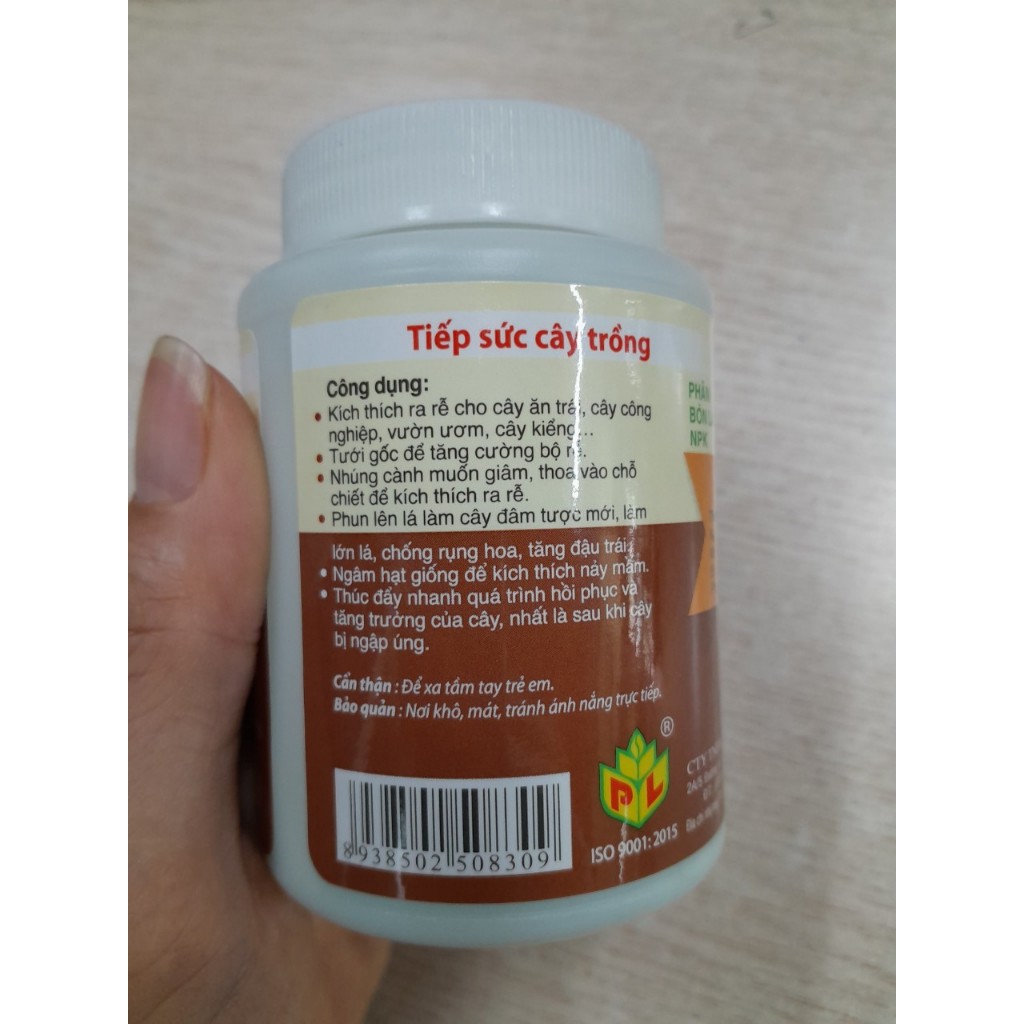 Tiếp sức cây trồng
Công dụng:
• Kích thích ra rễ cho cây ăn trái, cây công
nghiệp, vườn ươm, cây kiểng...
• Tưới gốc để tăng cường bộ rễ.
• Nhúng cành muốn giâm, thoa vào chỗ
chiết để kích thích ra rễ.
• Phun lên lá làm cây đâm tược mới, làm
lớn lá, chống rụng hoa, tăng đậu trái.
• Ngâm hạt giống để kích thích nảy mầm.
• Thúc đẩy nhanh quá trình hồi phục và
tăng trưởng của cây, nhất là sau khi cây
bị ngập úng.
Cẩn thận : Để xa tầm tay trẻ em.
Bảo quản : Nơi khô, mát, tránh ánh nắng trực tiếp.
8 938502 508309
PL
®
ISO 9001: 2015
PHÂN
BÓN
NPK
CTY